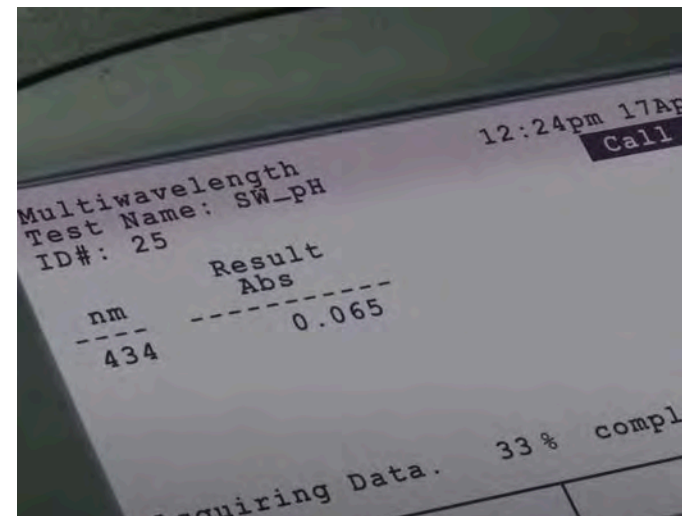 12:24pm 17Ap
Call
Multiwavelength
Test Name: SW_pH
ID#: 25
Result
nm Abs
---- -----------
434 0.065
quiring Data. 33% compl